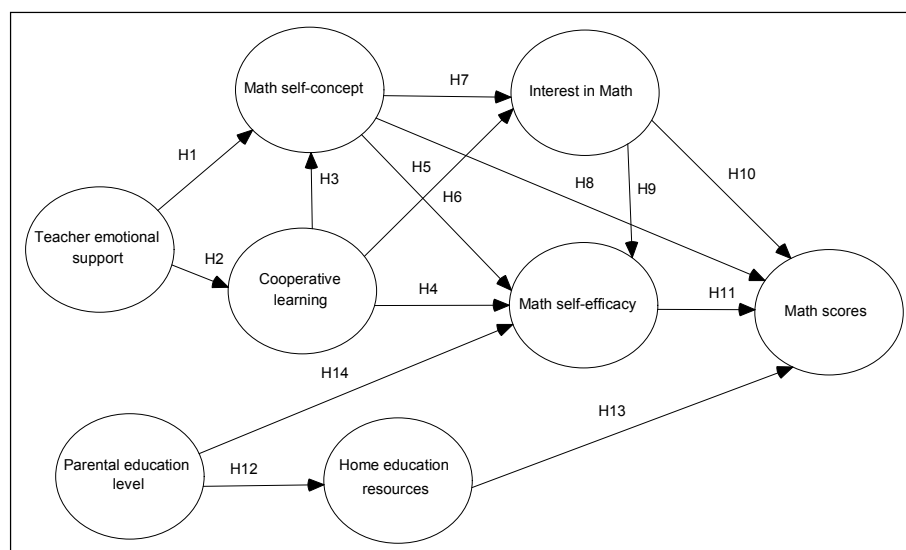 Math self-concept
H7
Interest in Math
H1
H3
H5
H6
H8
H9
H10
Teacher emotional
support
H2
Cooperative
learning
H4
Math self-efficacy
H11
Math scores
H14
H13
Parental education
level
H12
Home education
resources